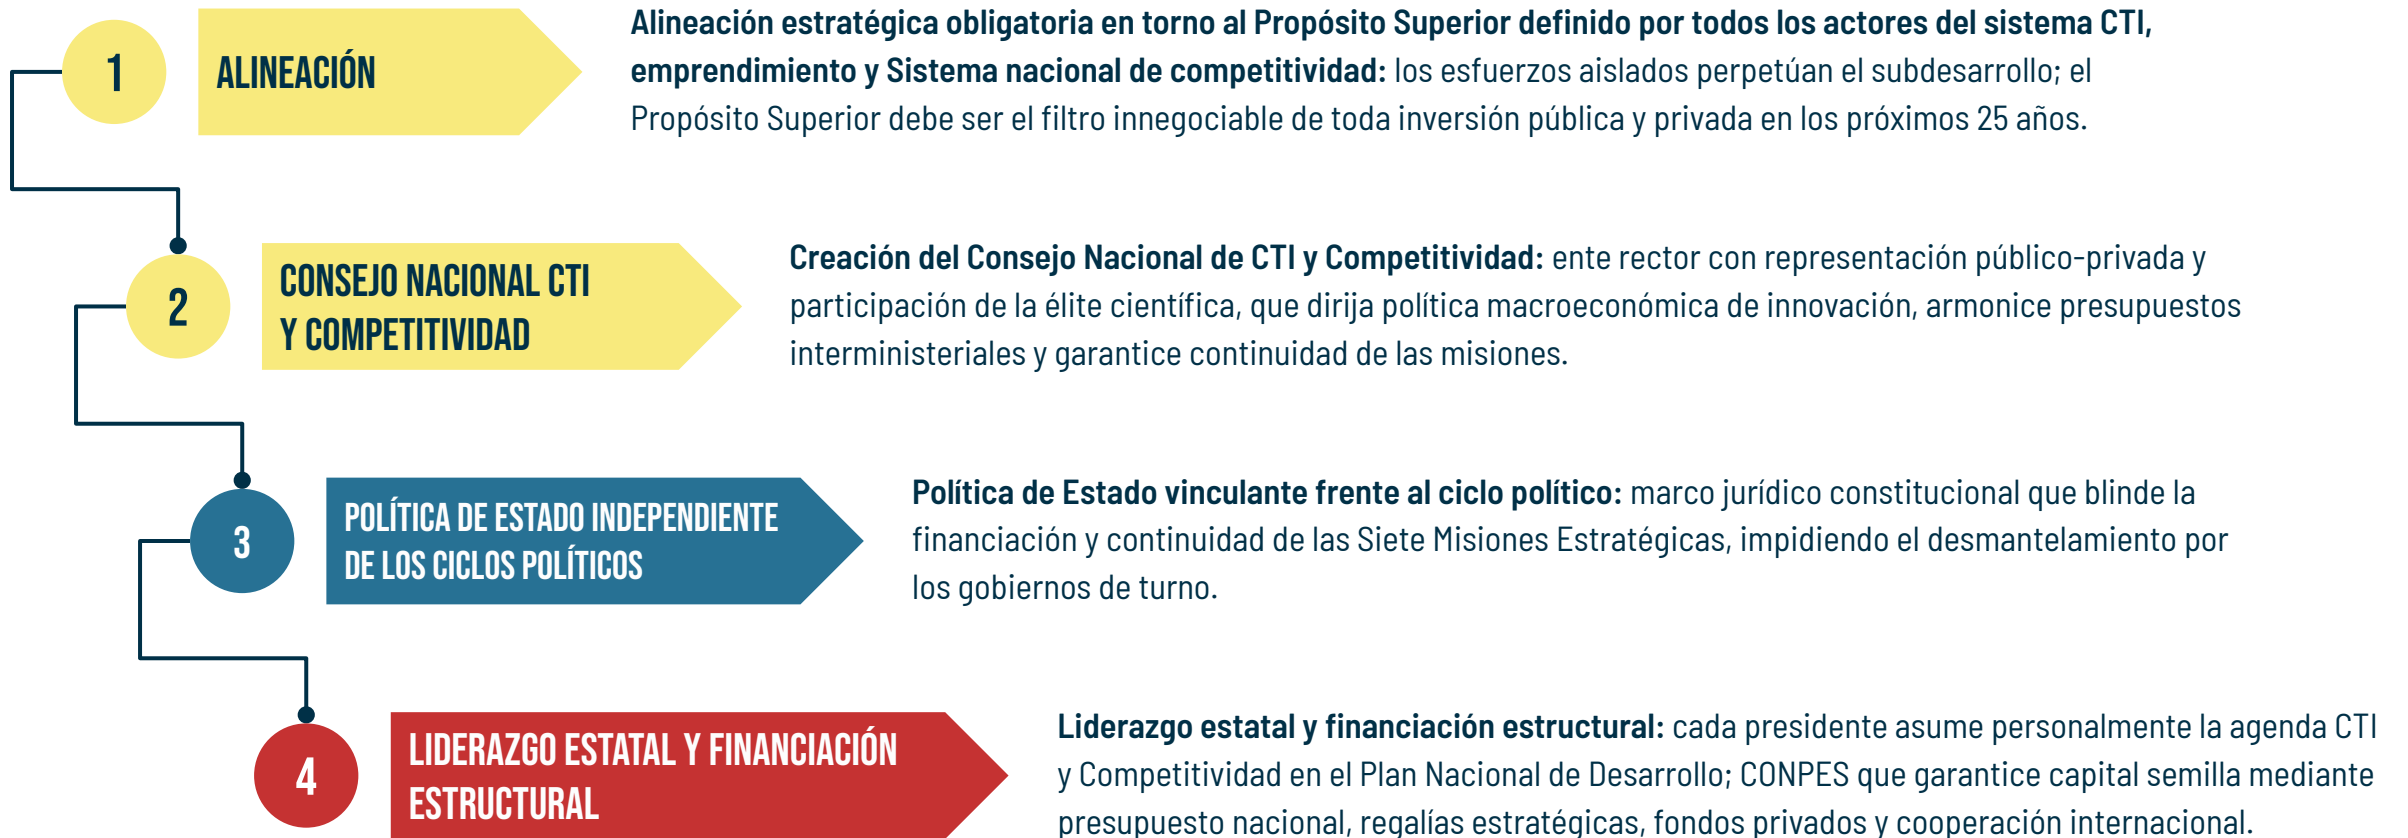 1
ALINEACIÓN
Alineación estratégica obligatoria en torno al Propósito Superior definido por todos los actores del sistema CTI,
emprendimiento y Sistema nacional de competitividad: los esfuerzos aislados perpetúan el subdesarrollo; el
Propósito Superior debe ser el filtro innegociable de toda inversión pública y privada en los próximos 25 años.
2
CONSEJO NACIONAL CTI
Y COMPETITIVIDAD
Creación del Consejo Nacional de CTI y Competitividad: ente rector con representación público-privada y
participación de la élite científica, que dirija política macroeconómica de innovación, armonice presupuestos
interministeriales y garantice continuidad de las misiones.
3
POLÍTICA DE ESTADO INDEPENDIENTE
DE LOS CICLOS POLÍTICOS
Política de Estado vinculante frente al ciclo político: marco jurídico constitucional que blinde la
financiación y continuidad de las Siete Misiones Estratégicas, impidiendo el desmantelamiento por
los gobiernos de turno.
4
LIDERAZGO ESTATAL Y FINANCIACIÓN
ESTRUCTURAL
Liderazgo estatal y financiación estructural: cada presidente asume personalmente la agenda CTI
y Competitividad en el Plan Nacional de Desarrollo; CONPES que garantice capital semilla mediante
presupuesto nacional, regalías estratégicas, fondos privados y cooperación internacional.